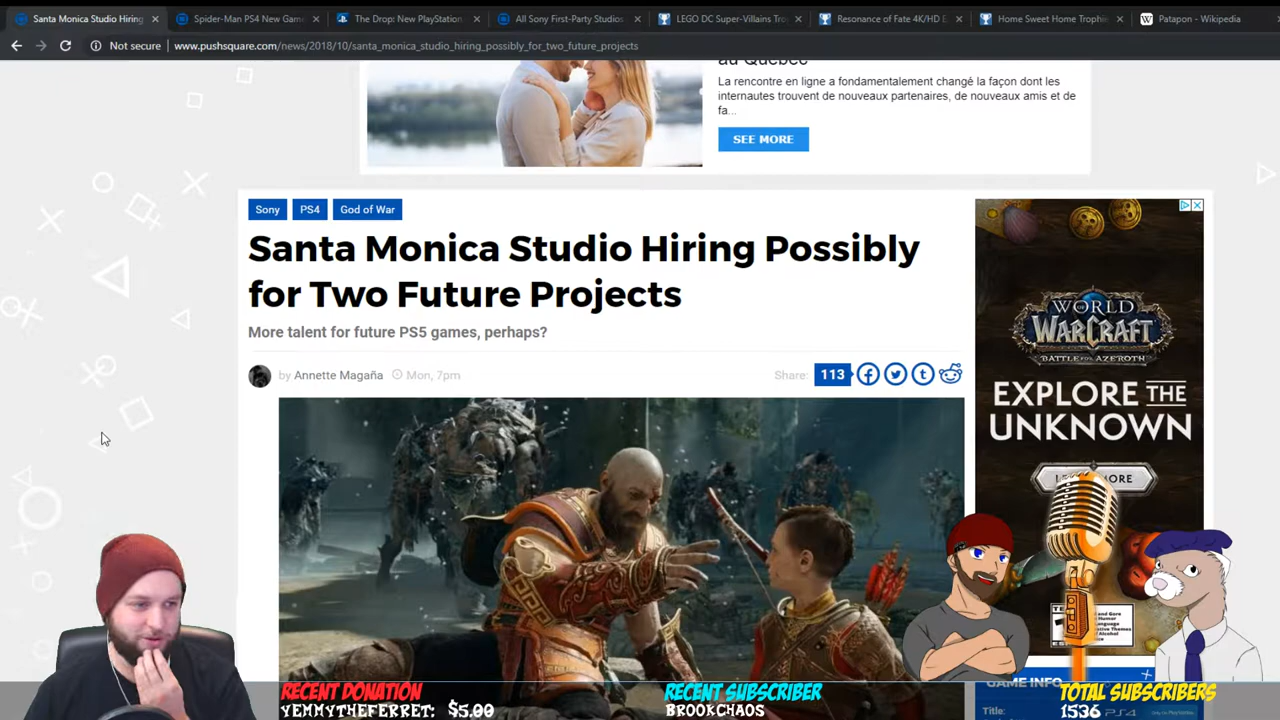 Santa Monica Studio Hiring
Spider-Man PS4 New Gam
The Drop: New PlayStation
All Sony First-Party Studios
LEGO DC Super-Villains Tro
Resonance of Fate 4K/HD E
Home Sweet Home Trophi
Patapon - Wikipedia
Not secure
www.pushsquare.com/news/2018/10/santa_monica_studio_hiring_possibly_for_two_future_projects
au Québec
La rencontre en ligne a fondamentalement changé la façon dont les
internautes trouvent de nouveaux partenaires, de nouveaux amis et de
fa...
SEE MORE
Sony
PS4
God of War
Santa Monica Studio Hiring Possibly
for Two Future Projects
More talent for future PS5 games, perhaps?
by Annette Magaña
Mon, 7pm
Share:
113
WORLD
OF
WARCRAFT
BATTLE FOR AZEROTH
EXPLORE THE
UNKNOWN
GAME INFO
Title:
PS4
RECENT DONATION
YEMMYTHEFERRET: $5.00
RECENT SUBSCRIBER
BROOKCHAOS
TOTAL SUBSCRIBERS
1536